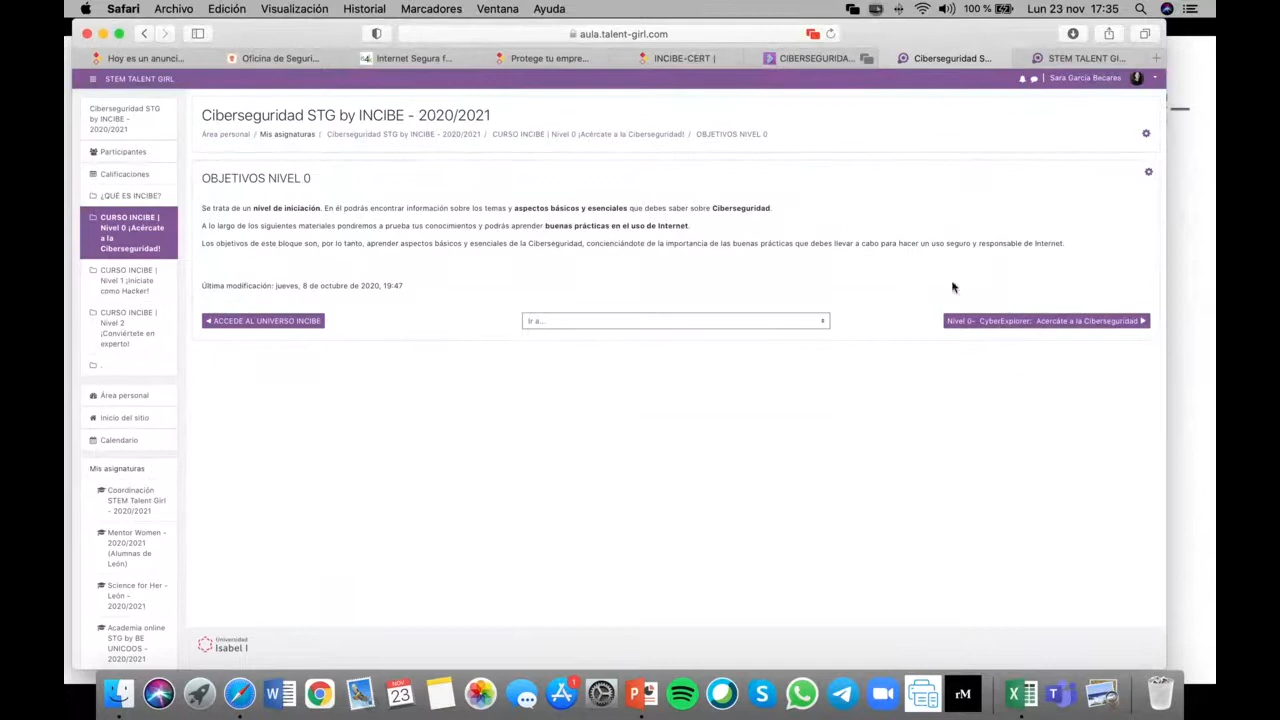 Safari Archivo Edición Visualización Historial Marcadores Ventana Ayuda 100 % Lun 23 nov 17:35
aula.talent-girl.com
Hoy es un anunci... Oficina de Seguri... Internet Segura f... Protege tu empre... INCIBE-CERT | CIBERSEGURIDA... Ciberseguridad S... STEM TALENT GI...
STEM TALENT GIRL Sara García Becares
Ciberseguridad STG
by INCIBE -
2020/2021
Participantes
Calificaciones
¿QUÉ ES INCIBE?
CURSO INCIBE |
Nivel 0 ¡Acércate
a la
Ciberseguridad!
CURSO INCIBE |
Nivel 1 ¡Iníciate
como Hacker!
CURSO INCIBE |
Nivel 2
¡Conviértete en
experto!
.
Área personal
Inicio del sitio
Calendario
Mis asignaturas
Coordinación
STEM Talent Girl
- 2020/2021
Mentor Women -
2020/2021
(Alumnas de
León)
Science for Her -
León -
2020/2021
Academia online
STG by BE
UNICOOS -
2020/2021
Ciberseguridad STG by INCIBE - 2020/2021
Área personal / Mis asignaturas / Ciberseguridad STG by INCIBE - 2020/2021 / CURSO INCIBE | Nivel 0 ¡Acércate a la Ciberseguridad! / OBJETIVOS NIVEL 0
OBJETIVOS NIVEL 0
Se trata de un nivel de iniciación. En él podrás encontrar información sobre los temas y aspectos básicos y esenciales que debes saber sobre Ciberseguridad.
A lo largo de los siguientes materiales pondremos a prueba tus conocimientos y podrás aprender buenas prácticas en el uso de Internet.
Los objetivos de este bloque son, por lo tanto, aprender aspectos básicos y esenciales de la Ciberseguridad, concienciándote de la importancia de las buenas prácticas que debes llevar a cabo para hacer un uso seguro y responsable de Internet.
Última modificación: jueves, 8 de octubre de 2020, 19:47
◀ ACCEDE AL UNIVERSO INCIBE Ir a... Nivel 0- CyberExplorer: Acercáte a la Ciberseguridad ▶
Universidad
Isabel I
NOV
23
1
rM